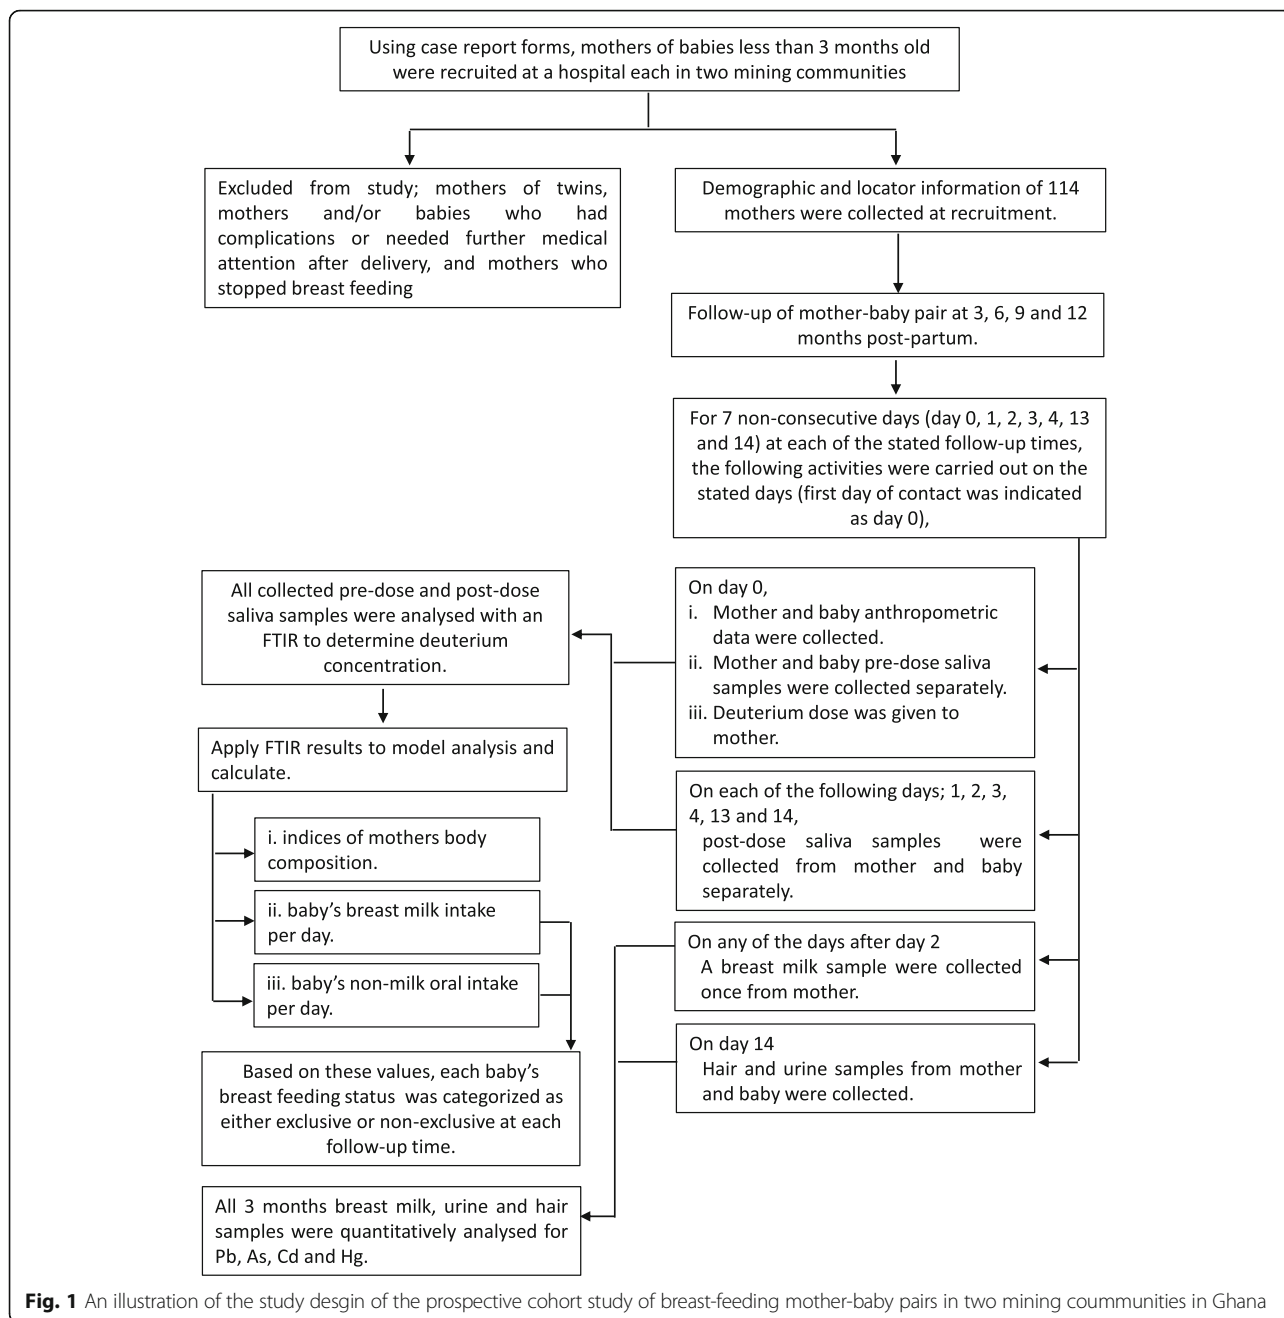 Using case report forms, mothers of babies less than 3 months old
were recruited at a hospital each in two mining communities
Excluded from study; mothers of twins,
mothers and/or babies who had
complications or needed further medical
attention after delivery, and mothers who
stopped breast feeding
Demographic and locator information of 114
mothers were collected at recruitment.
Follow-up of mother-baby pair at 3, 6, 9 and 12
months post-partum.
For 7 non-consecutive days (day 0, 1, 2, 3, 4, 13
and 14) at each of the stated follow-up times,
the following activities were carried out on the
stated days (first day of contact was indicated
as day 0),
On day 0,
i. Mother and baby anthropometric
data were collected.
ii. Mother and baby pre-dose saliva
samples were collected separately.
iii. Deuterium dose was given to
mother.
On each of the following days; 1, 2, 3,
4, 13 and 14,
post-dose saliva samples were
collected from mother and baby
separately.
On any of the days after day 2
A breast milk sample were collected
once from mother.
On day 14
Hair and urine samples from mother
and baby were collected.
All collected pre-dose and post-dose
saliva samples were analysed with an
FTIR to determine deuterium
concentration.
Apply FTIR results to model analysis and
calculate.
i. indices of mothers body
composition.
ii. baby's breast milk intake
per day.
iii. baby's non-milk oral intake
per day.
Based on these values, each baby's
breast feeding status was categorized as
either exclusive or non-exclusive at each
follow-up time.
All 3 months breast milk, urine and hair
samples were quantitatively analysed for
Pb, As, Cd and Hg.
Fig. 1 An illustration of the study desgin of the prospective cohort study of breast-feeding mother-baby pairs in two mining coummunities in Ghana